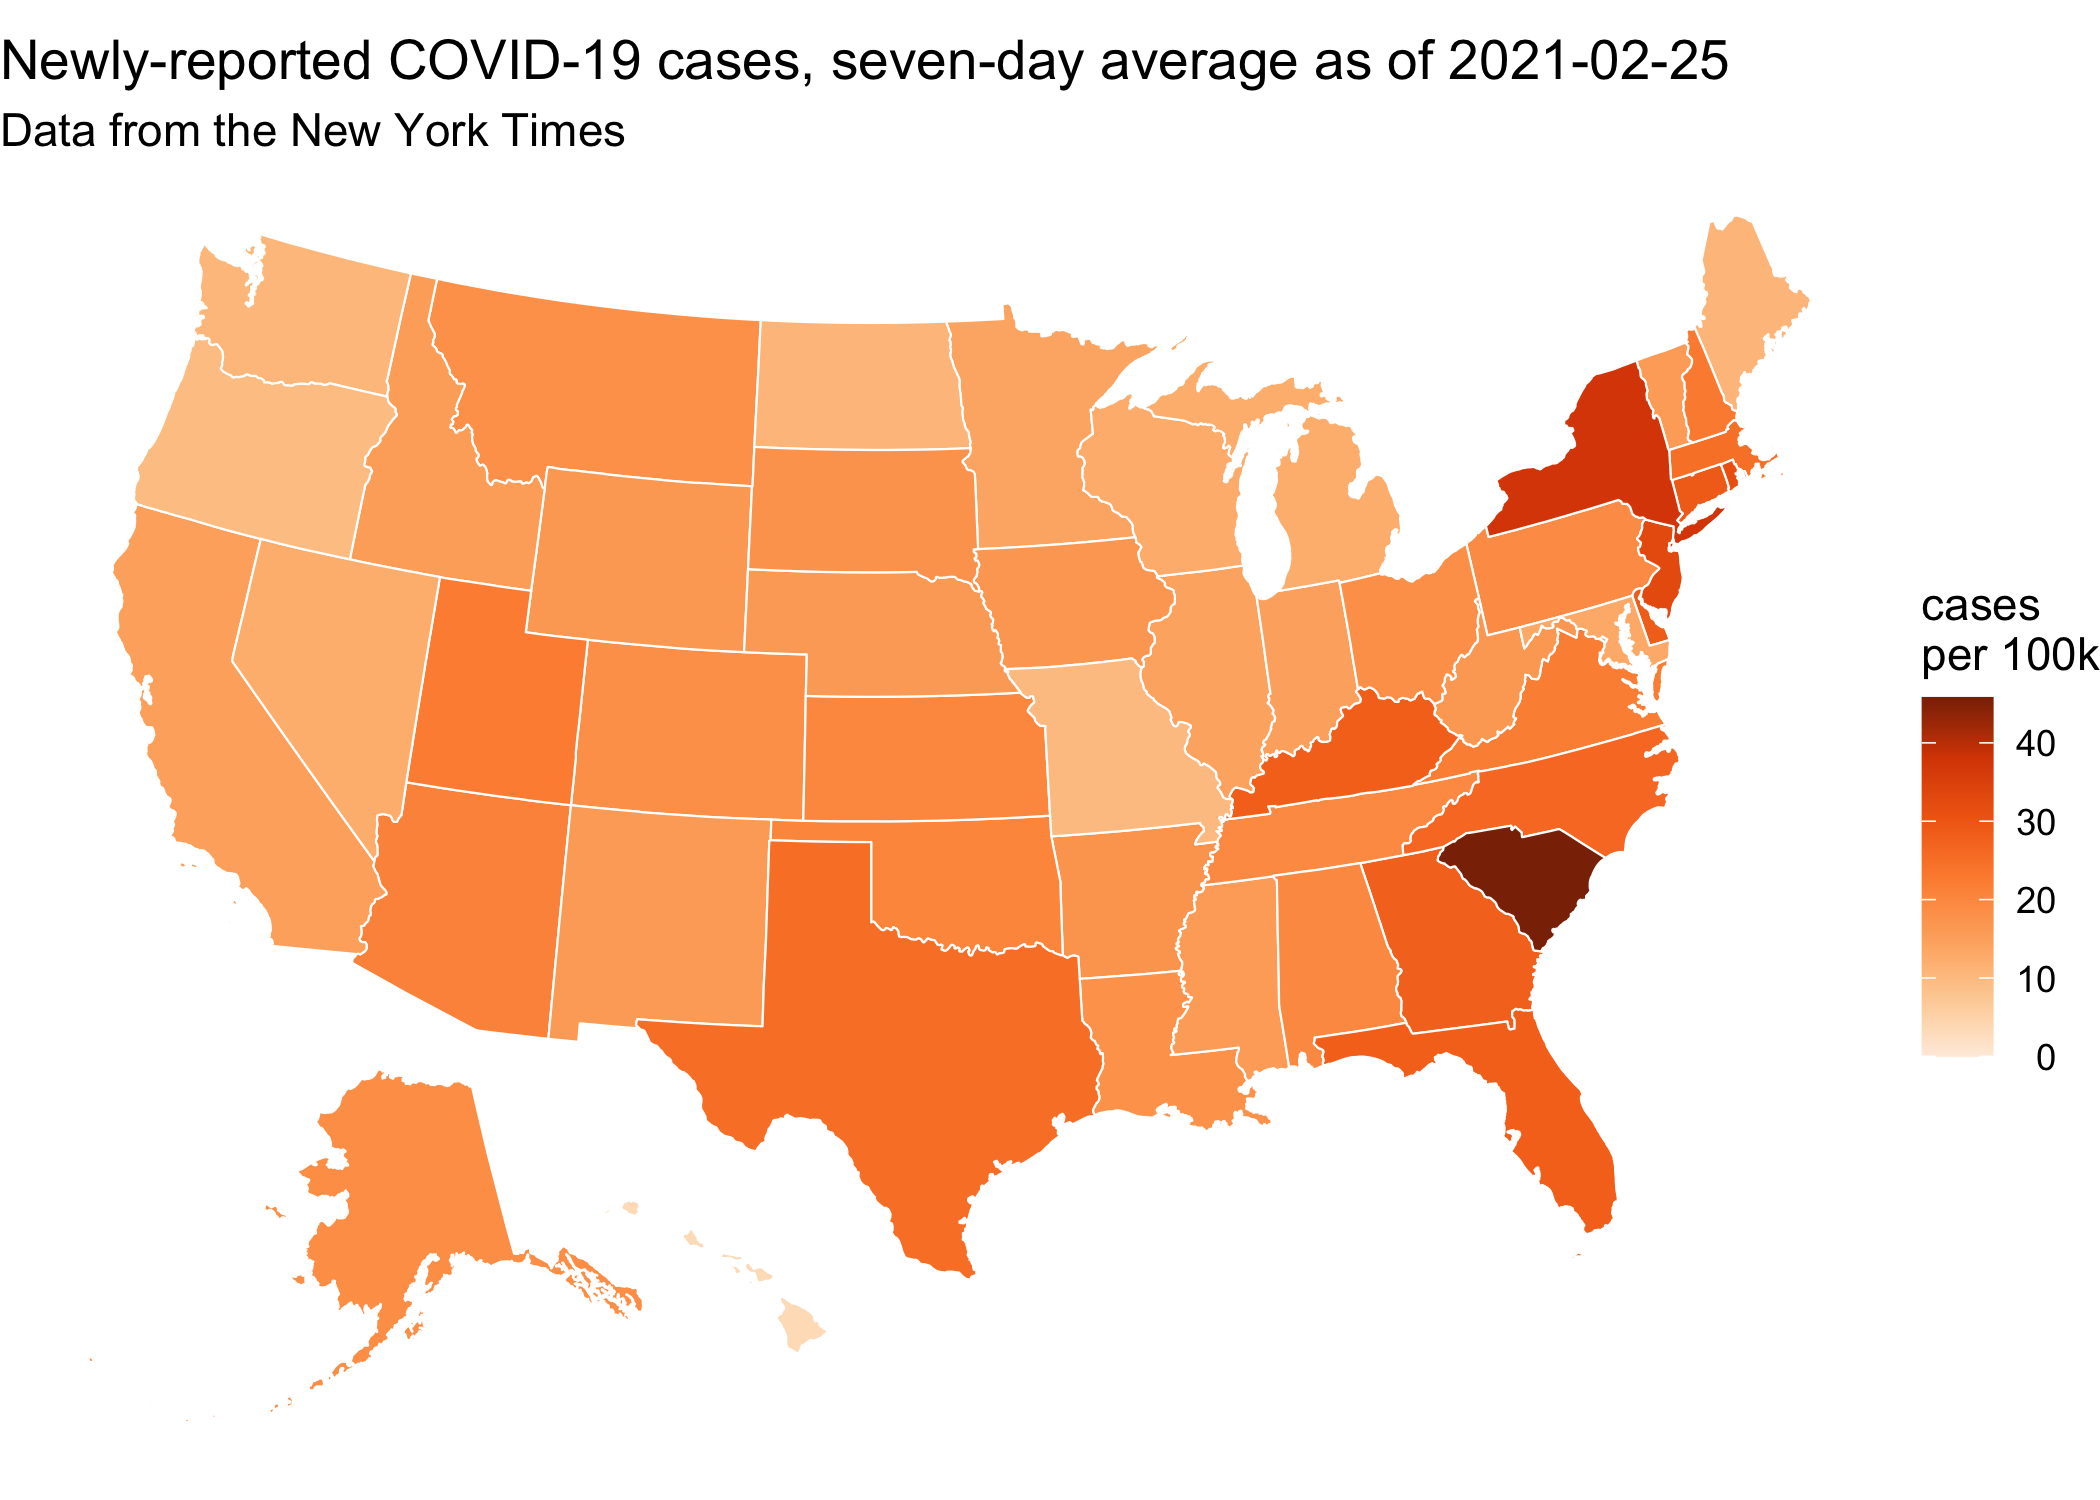 Newly-reported COVID-19 cases, seven-day average as of 2021-02-25
Data from the New York Times
cases
per 100k
40
30
20
10
0